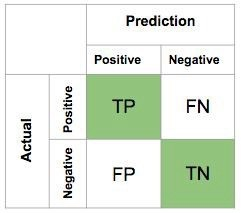 Prediction
Positive Negative
Actual
Positive
TP FN
Negative
FP TN